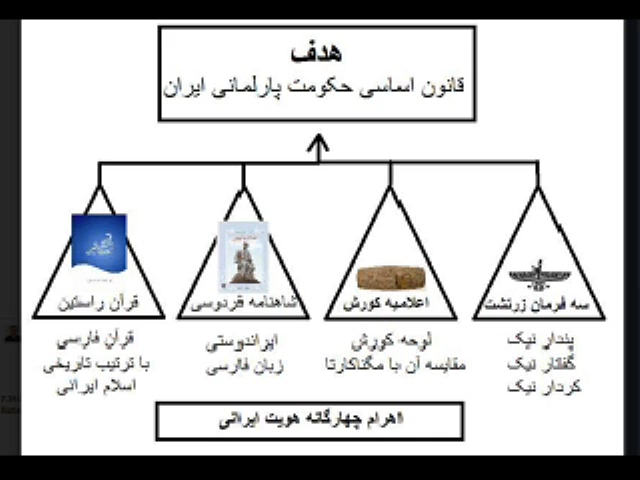 هدف
قانون اساسی حکومت پارلمانی ایران
سه فرمان زرتشت
اعلامیه کورش
شاهنامه فردوسی
قرآن راستین
پندار نیک
گفتار نیک
کردار نیک
لوحه کورش
مقایسه آن با مگناکارتا
ایراندوستی
زبان فارسی
قرآن فارسی
با ترتیب تاریخی
اسلام ایرانی
اهرام چهارگانه هویت ایرانی